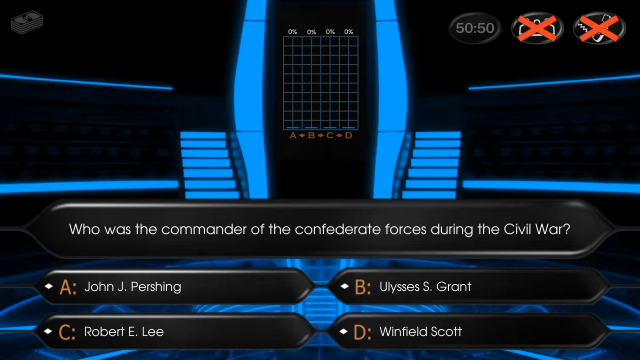 50:50
0% 0% 0% 0%
A B C D
Who was the commander of the confederate forces during the Civil War?
A: John J. Pershing
B: Ulysses S. Grant
C: Robert E. Lee
D: Winfield Scott